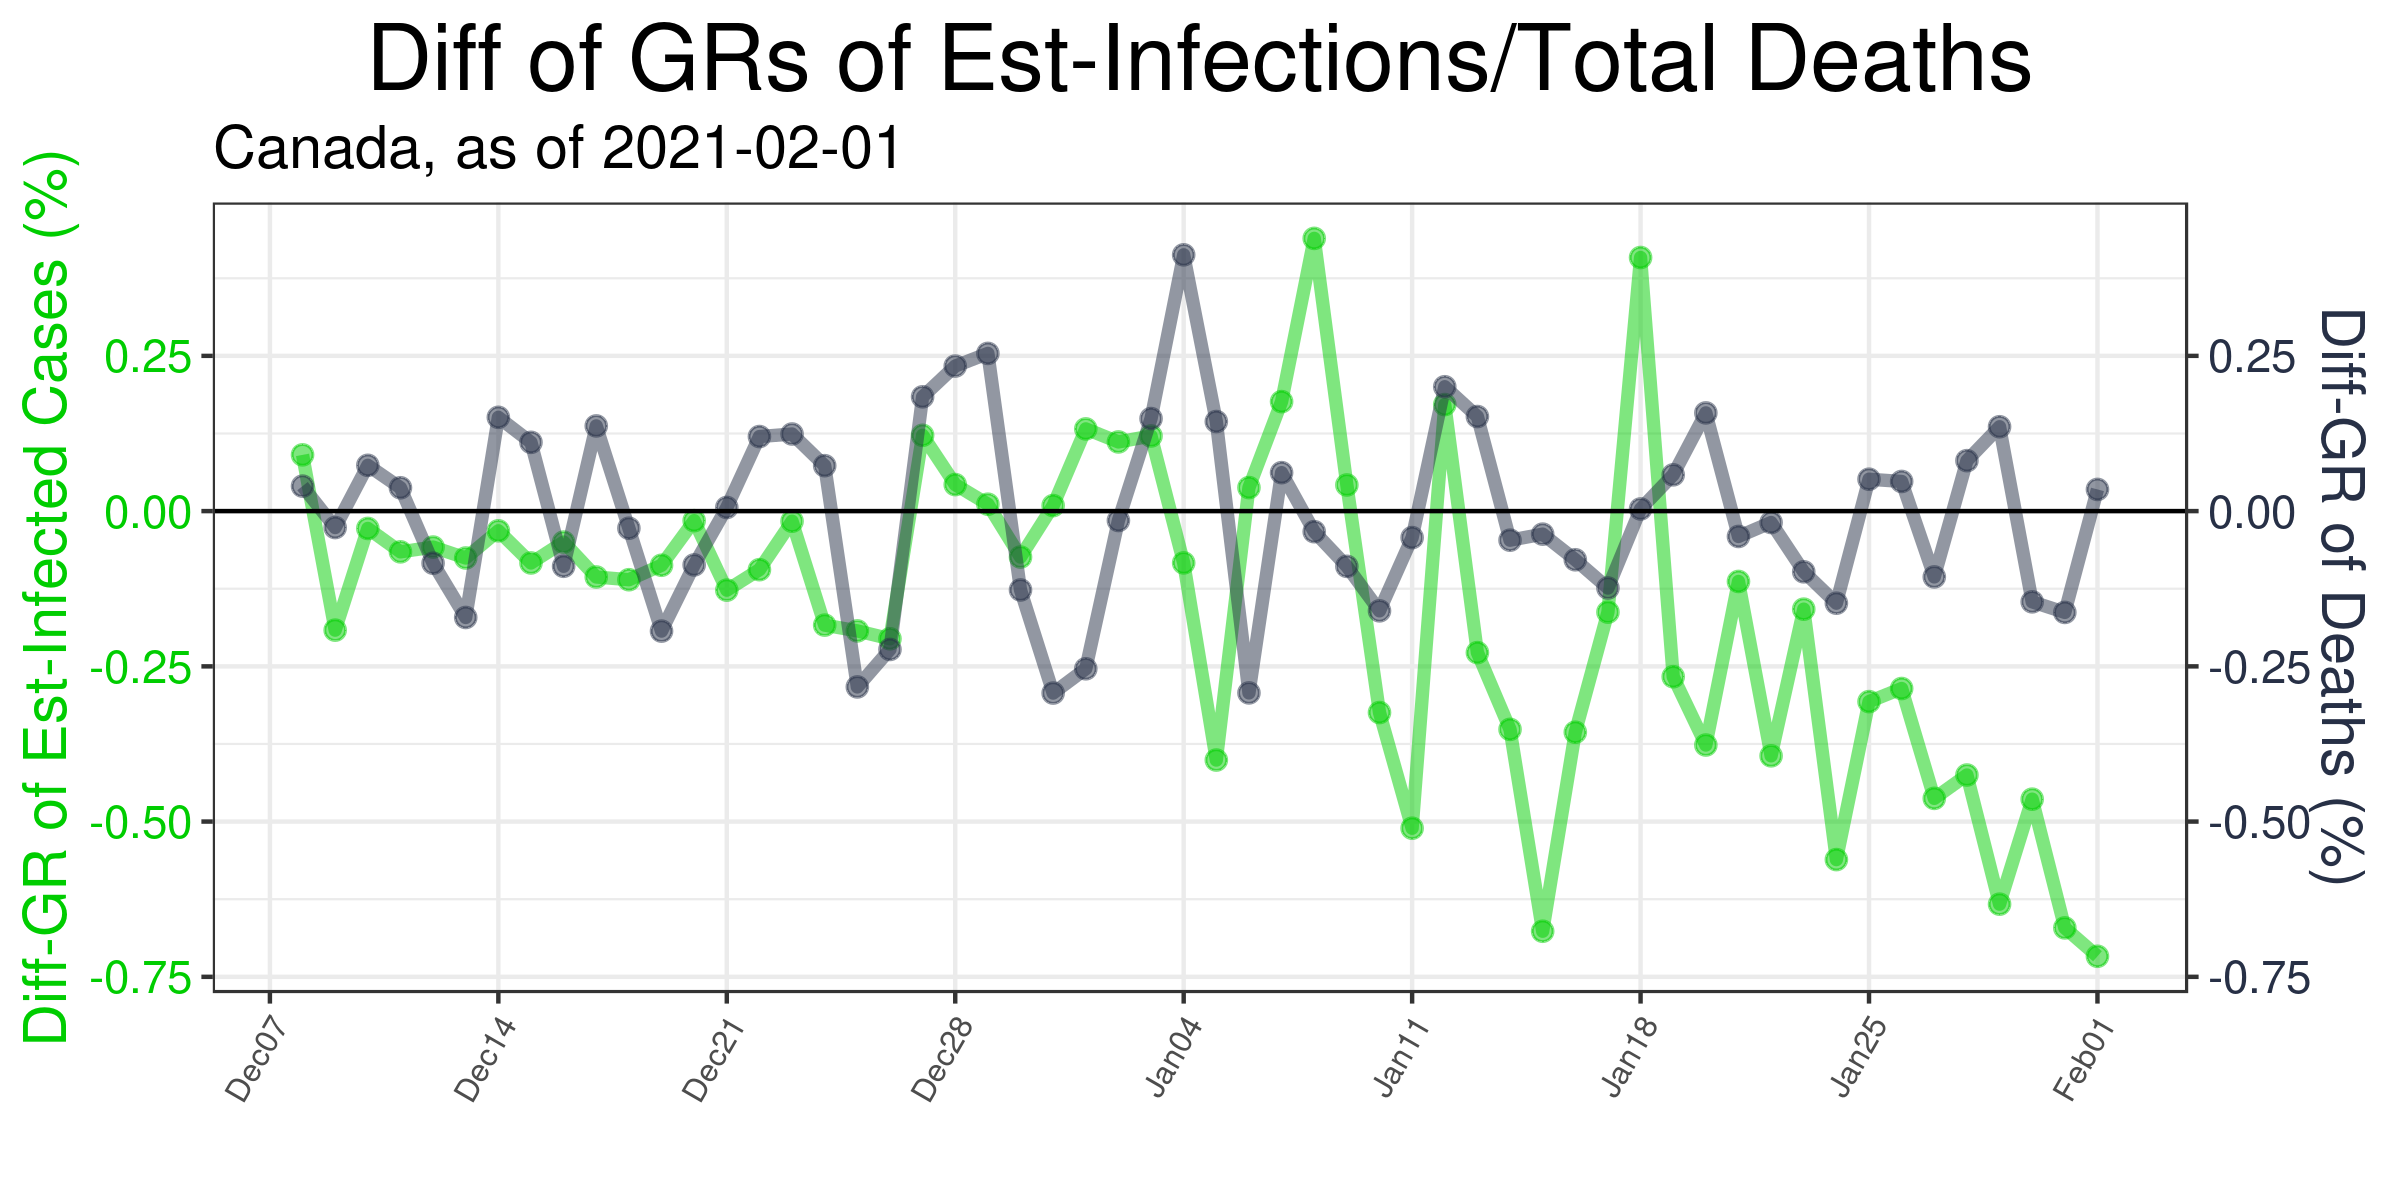 Diff of GRs of Est-Infections/Total Deaths
Canada, as of 2021-02-01
Diff-GR of Est-Infected Cases (%)
0.25
0.00
-0.25
-0.50
-0.75
0.25
0.00
-0.25
-0.50
-0.75
Diff-GR of Deaths (%)
Dec07
Dec14
Dec21
Dec28
Jan04
Jan11
Jan18
Jan25
Feb01